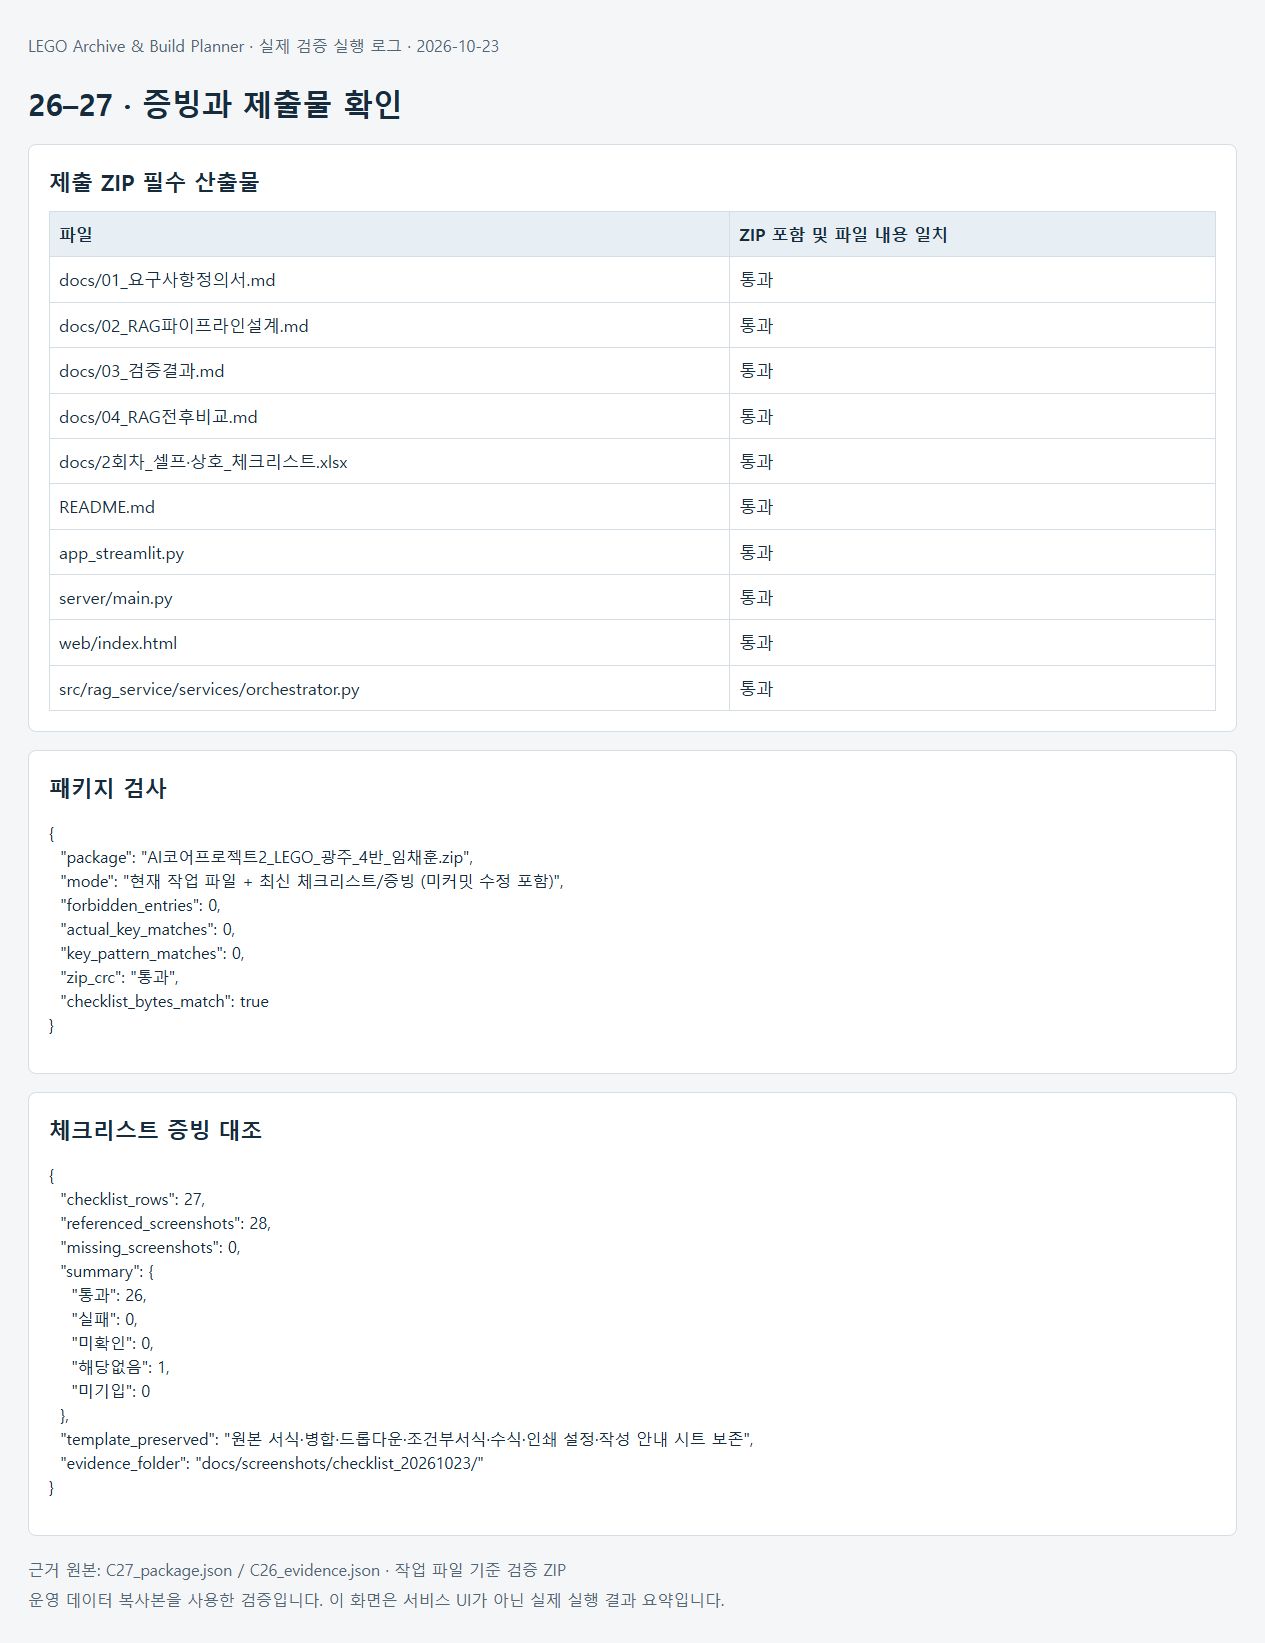 LEGO Archive & Build Planner · 실제 검증 실행 로그 · 2026-10-23
26–27 · 증빙과 제출물 확인
제출 ZIP 필수 산출물
파일 ZIP 포함 및 파일 내용 일치
docs/01_요구사항정의서.md 통과
docs/02_RAG파이프라인설계.md 통과
docs/03_검증결과.md 통과
docs/04_RAG전후비교.md 통과
docs/2회차_셀프·상호_체크리스트.xlsx 통과
README.md 통과
app_streamlit.py 통과
server/main.py 통과
web/index.html 통과
src/rag_service/services/orchestrator.py 통과
패키지 검사
{
"package": "AI코어프로젝트2_LEGO_광주_4반_임채훈.zip",
"mode": "현재 작업 파일 + 최신 체크리스트/증빙 (미커밋 수정 포함)",
"forbidden_entries": 0,
"actual_key_matches": 0,
"key_pattern_matches": 0,
"zip_crc": "통과",
"checklist_bytes_match": true
}
체크리스트 증빙 대조
{
"checklist_rows": 27,
"referenced_screenshots": 28,
"missing_screenshots": 0,
"summary": {
"통과": 26,
"실패": 0,
"미확인": 0,
"해당없음": 1,
"미기입": 0
},
"template_preserved": "원본 서식·병합·드롭다운·조건부서식·수식·인쇄 설정·작성 안내 시트 보존",
"evidence_folder": "docs/screenshots/checklist_20261023/"
}
근거 원본: C27_package.json / C26_evidence.json · 작업 파일 기준 검증 ZIP
운영 데이터 복사본을 사용한 검증입니다. 이 화면은 서비스 UI가 아닌 실제 실행 결과 요약입니다.